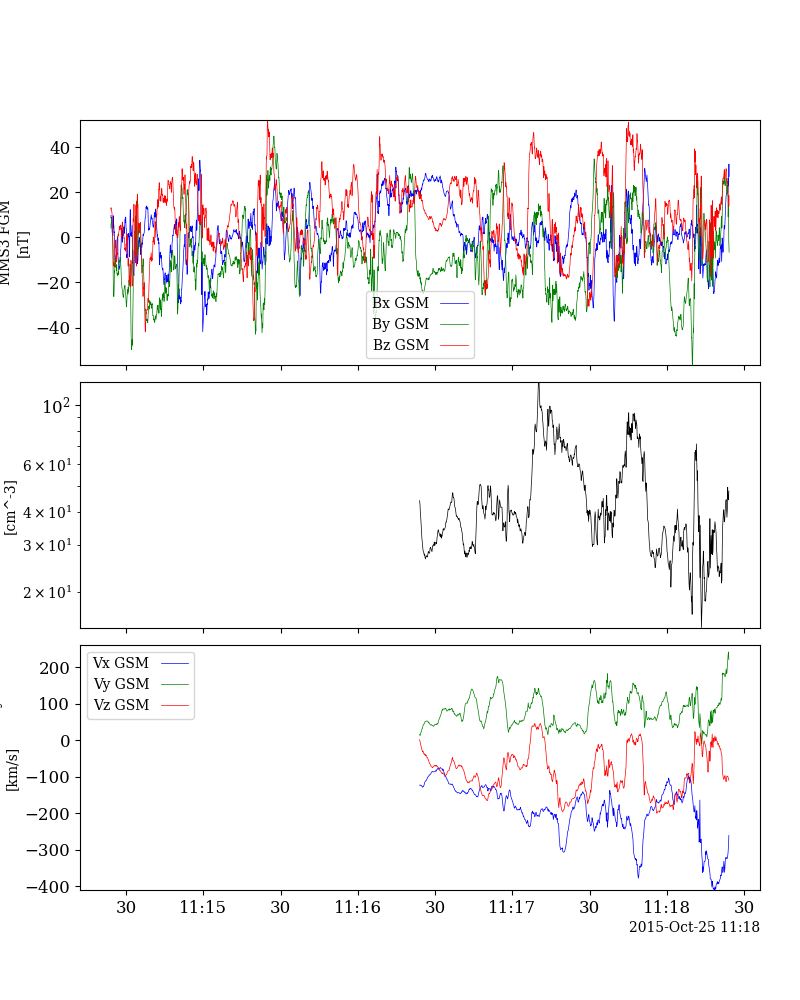 40
20
0
−20
−40
MMS3 FGM
[nT]
Bx GSM
By GSM
Bz GSM
10²
6 × 10¹
4 × 10¹
3 × 10¹
2 × 10¹
[cm^-3]
200
100
0
−100
−200
−300
−400
[km/s]
Vx GSM
Vy GSM
Vz GSM
30 11:15 30 11:16 30 11:17 30 11:18 30
2015-Oct-25 11:18